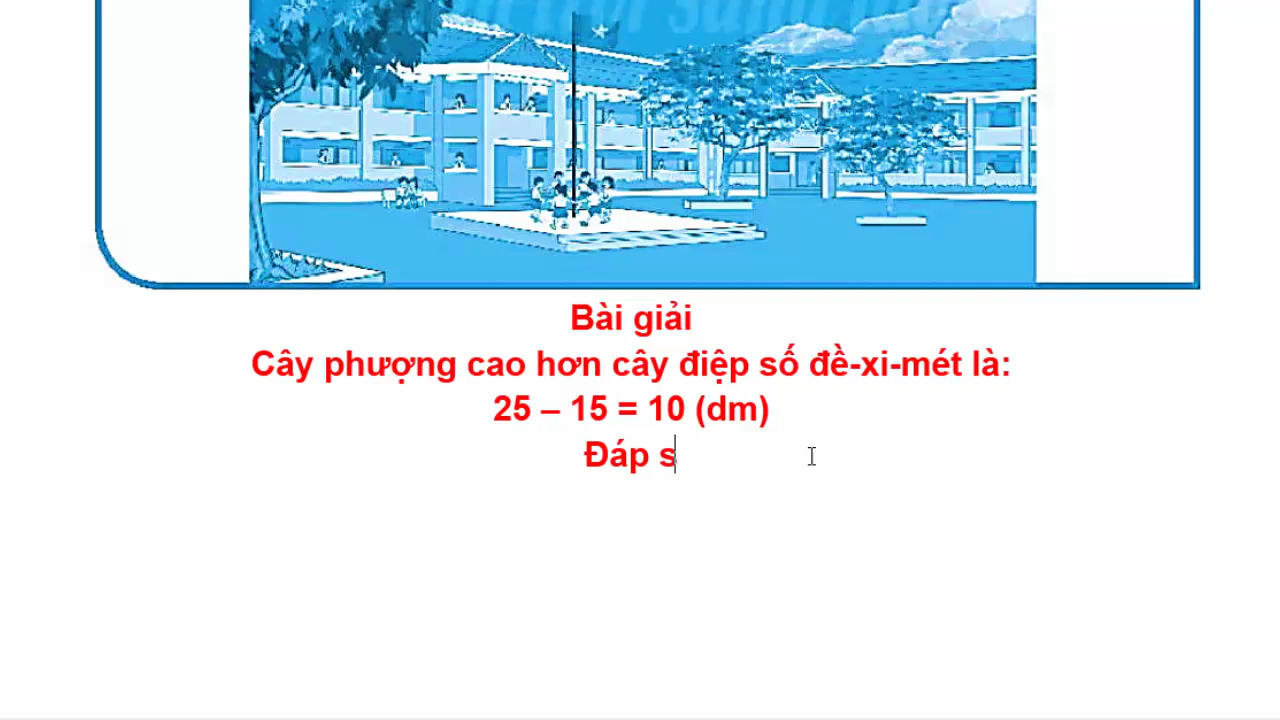 Bài giải
Cây phượng cao hơn cây điệp số đề-xi-mét là:
25 – 15 = 10 (dm)
Đáp s